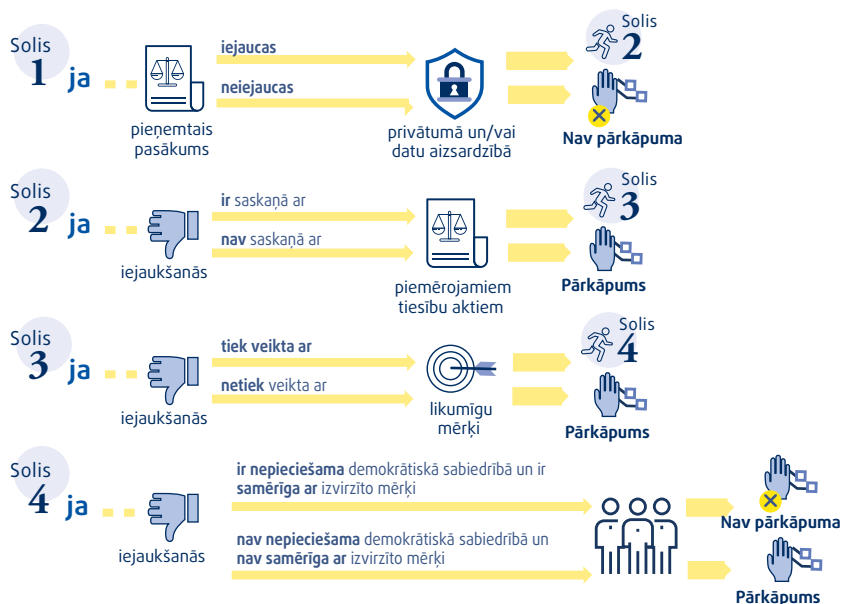 Solis
1 ja
pieņemtais
pasākums
iejaucas
neiejaucas
privātumā un/vai
datu aizsardzībā
Solis
2
Nav pārkāpuma
Solis
2 ja
iejaukšanās
ir saskaņā ar
nav saskaņā ar
piemērojamiem
tiesību aktiem
Solis
3
Pārkāpums
Solis
3 ja
iejaukšanās
tiek veikta ar
netiek veikta ar
likumīgu
mērķi
Solis
4
Pārkāpums
Solis
4 ja
iejaukšanās
ir nepieciešama demokrātiskā sabiedrībā un ir
samērīga ar izvirzīto mērķi
nav nepieciešama demokrātiskā sabiedrībā un
nav samērīga ar izvirzīto mērķi
Nav pārkāpuma
Pārkāpums